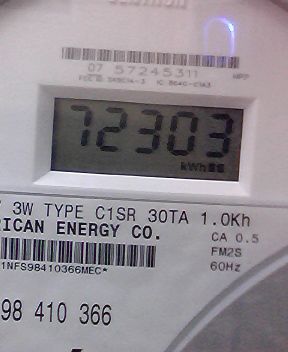 07 57245311
72303
kWh
3W TYPE C1SR 30TA 1.0Kh
RICAN ENERGY CO.
CA 0.5
FM2S
60Hz
1NFS98410366MEC*
98 410 366